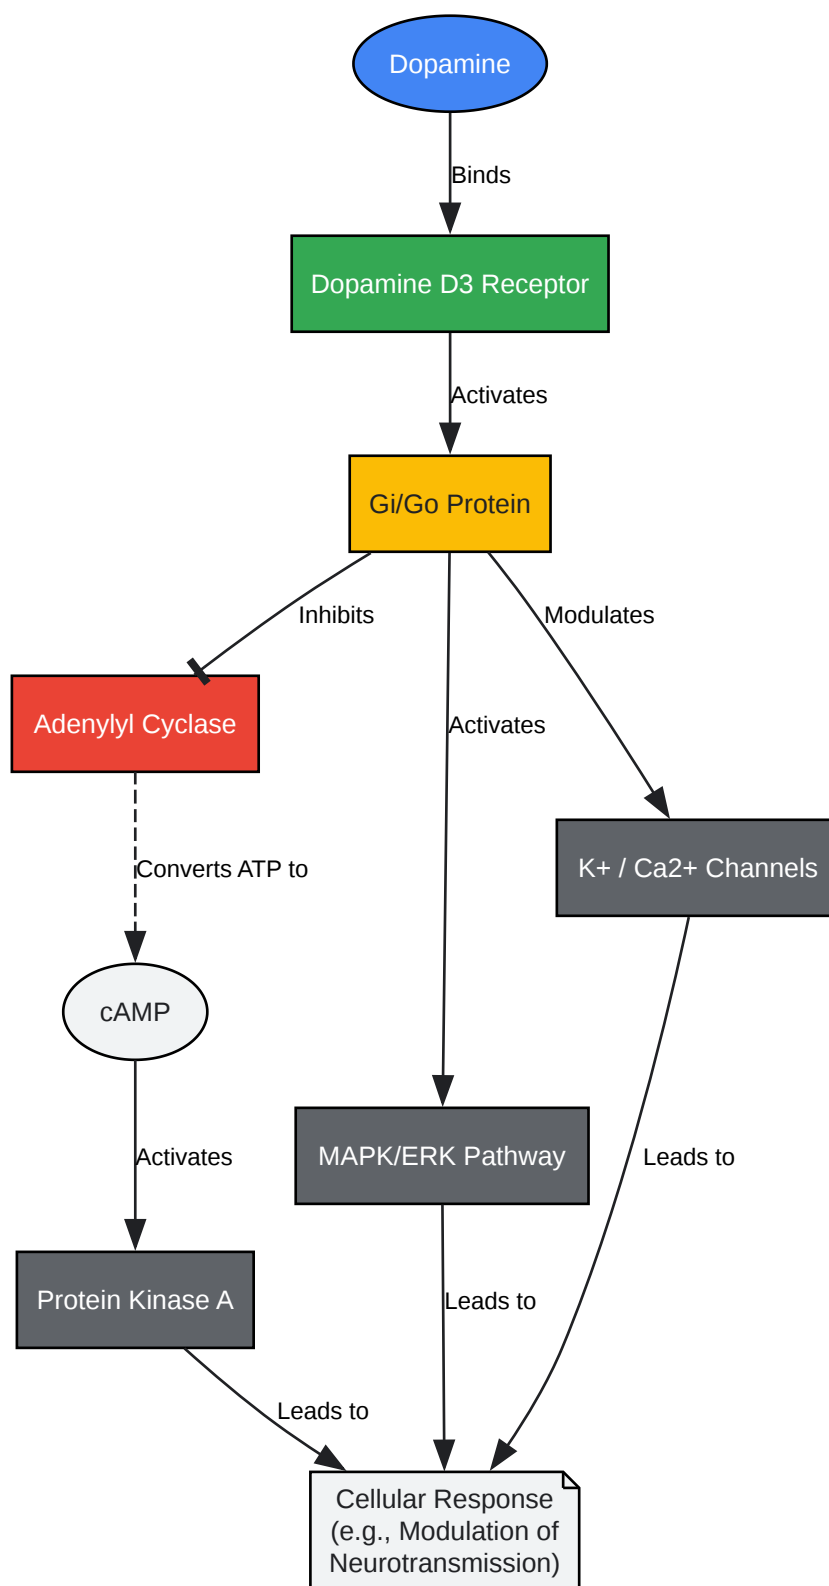 Dopamine
Binds
Dopamine D3 Receptor
Activates
Gi/Go Protein
Inhibits
Modulates
Adenylyl Cyclase
Activates
K+ / Ca2+ Channels
Converts ATP to
cAMP
Activates
MAPK/ERK Pathway
Leads to
Protein Kinase A
Leads to
Leads to
Cellular Response
(e.g., Modulation of
Neurotransmission)